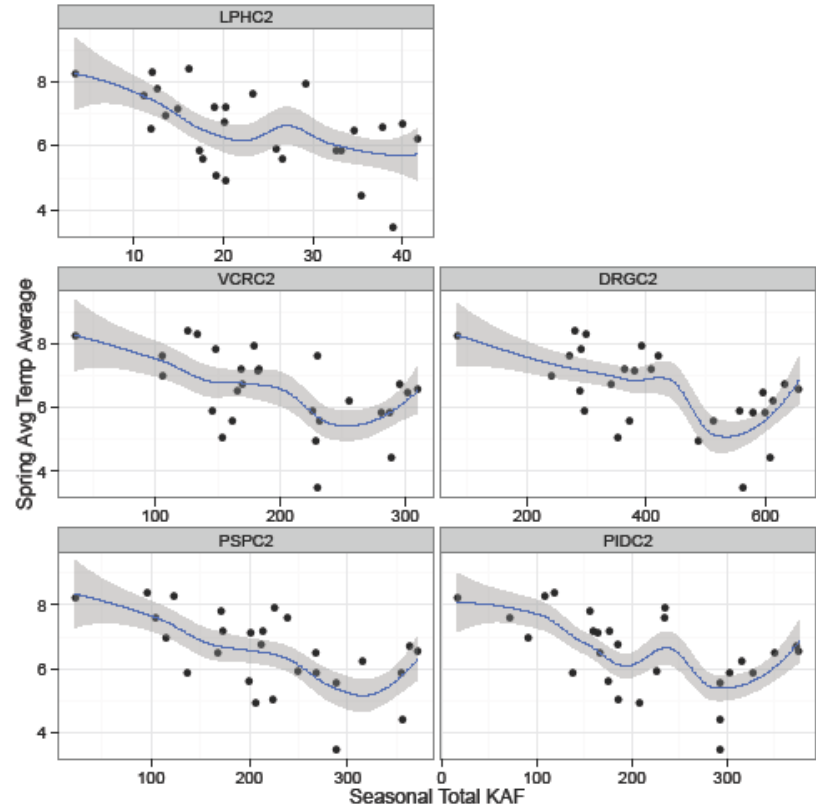 LPHC2
8
6
4
10 20 30 40
VCRC2 DRGC2
8
6
4
100 200 300 200 400 600
PSPC2 PIDC2
8
6
4
100 200 300 0 100 200 300
Seasonal Total KAF
Spring Avg Temp Average